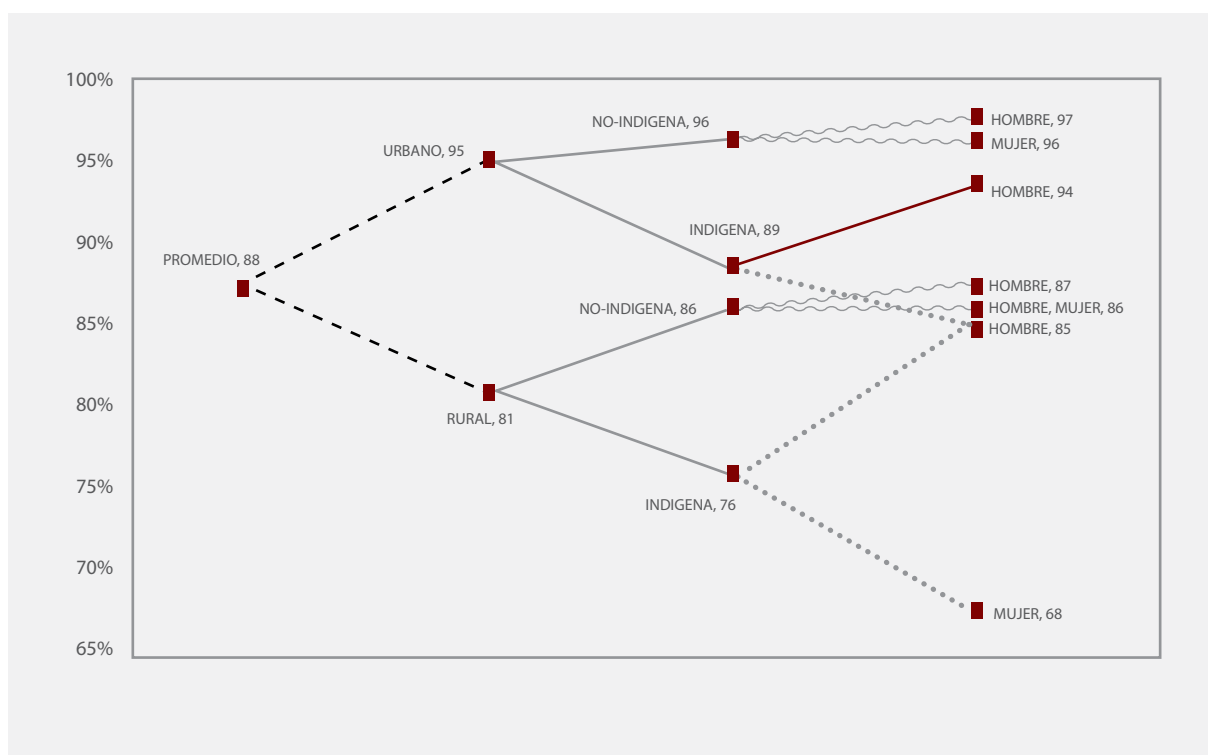 100%
95%
90%
85%
80%
75%
70%
65%
PROMEDIO, 88
URBANO, 95
RURAL, 81
NO-INDIGENA, 96
INDIGENA, 89
NO-INDIGENA, 86
INDIGENA, 76
HOMBRE, 97
MUJER, 96
HOMBRE, 94
HOMBRE, 87
HOMBRE, MUJER, 86
HOMBRE, 85
MUJER, 68